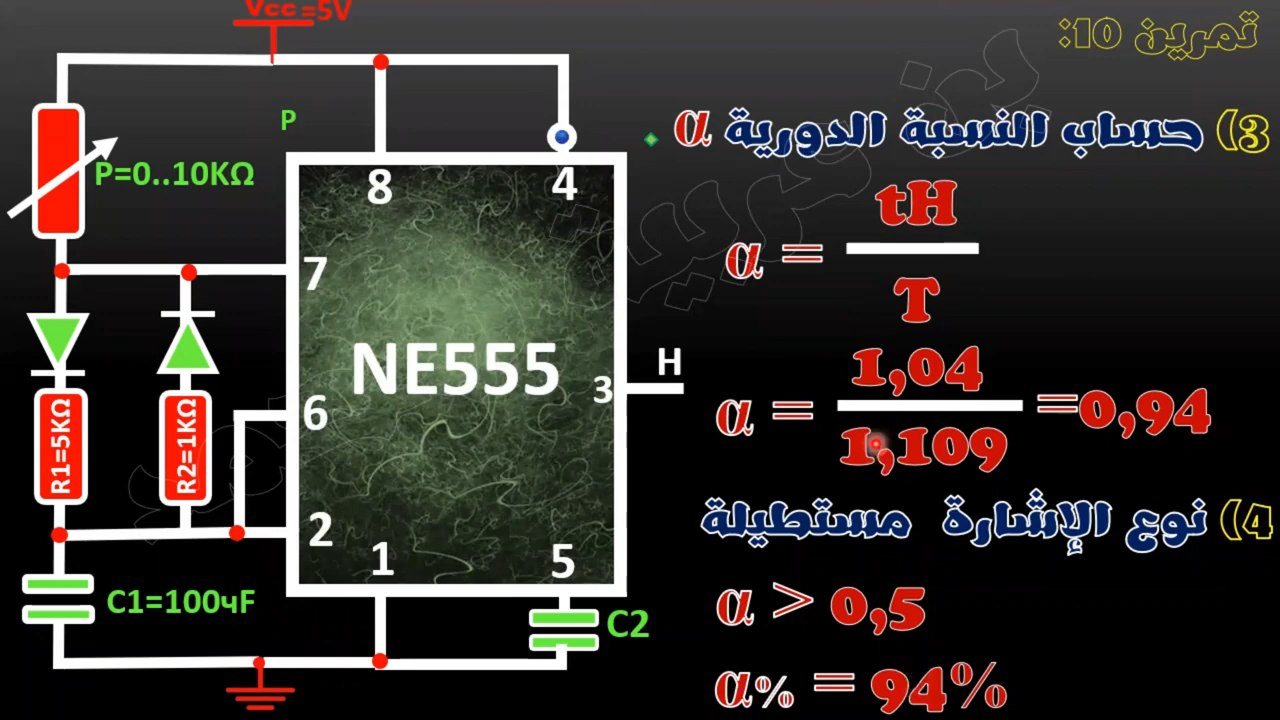 Vcc=5V
تمرين 10:
P
P=0..10KΩ
8
4
7
6
2
1
5
3
NE555
H
R1=5KΩ
R2=1KΩ
C1=100чF
C2
3) حساب النسبة الدورية α
α = tH
T
α = 1,04
1,109
=0,94
4) نوع الإشارة مستطيلة
α > 0,5
α% = 94%